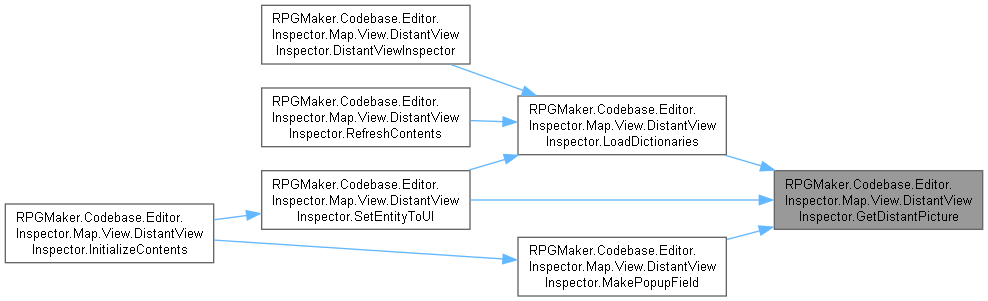 RPGMaker.Codebase.Editor.
Inspector.Map.View.DistantView
Inspector.DistantViewInspector
RPGMaker.Codebase.Editor.
Inspector.Map.View.DistantView
Inspector.RefreshContents
RPGMaker.Codebase.Editor.
Inspector.Map.View.DistantView
Inspector.LoadDictionaries
RPGMaker.Codebase.Editor.
Inspector.Map.View.DistantView
Inspector.SetEntityToUI
RPGMaker.Codebase.Editor.
Inspector.Map.View.DistantView
Inspector.GetDistantPicture
RPGMaker.Codebase.Editor.
Inspector.Map.View.DistantView
Inspector.InitializeContents
RPGMaker.Codebase.Editor.
Inspector.Map.View.DistantView
Inspector.MakePopupField